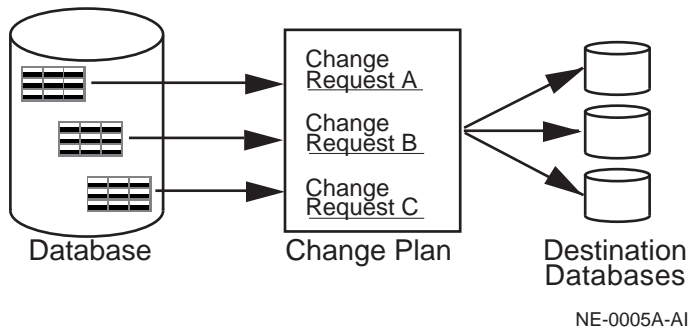 Change
Request A
Change
Request B
Change
Request C
Database
Change Plan
Destination
Databases
NE-0005A-AI